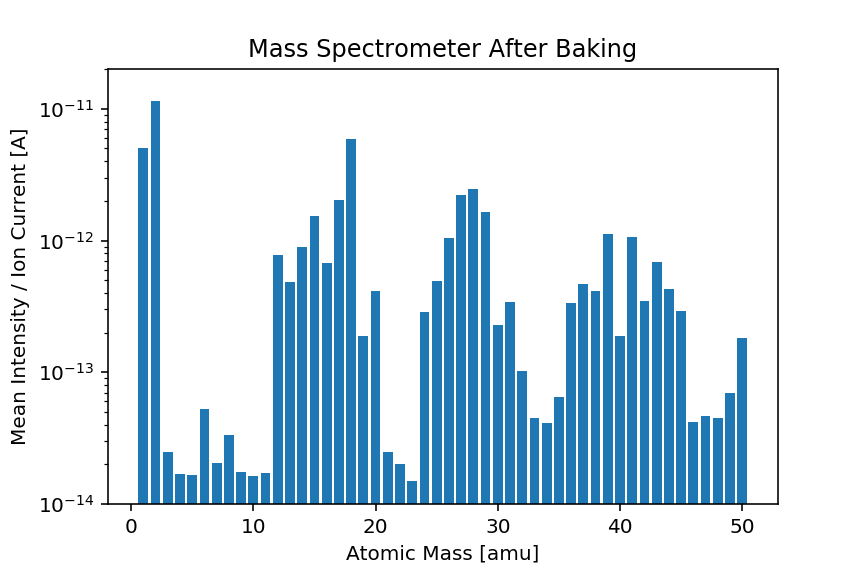 Mass Spectrometer After Baking
Mean Intensity / Ion Current [A]
10⁻¹¹
10⁻¹²
10⁻¹³
10⁻¹⁴
0 10 20 30 40 50
Atomic Mass [amu]